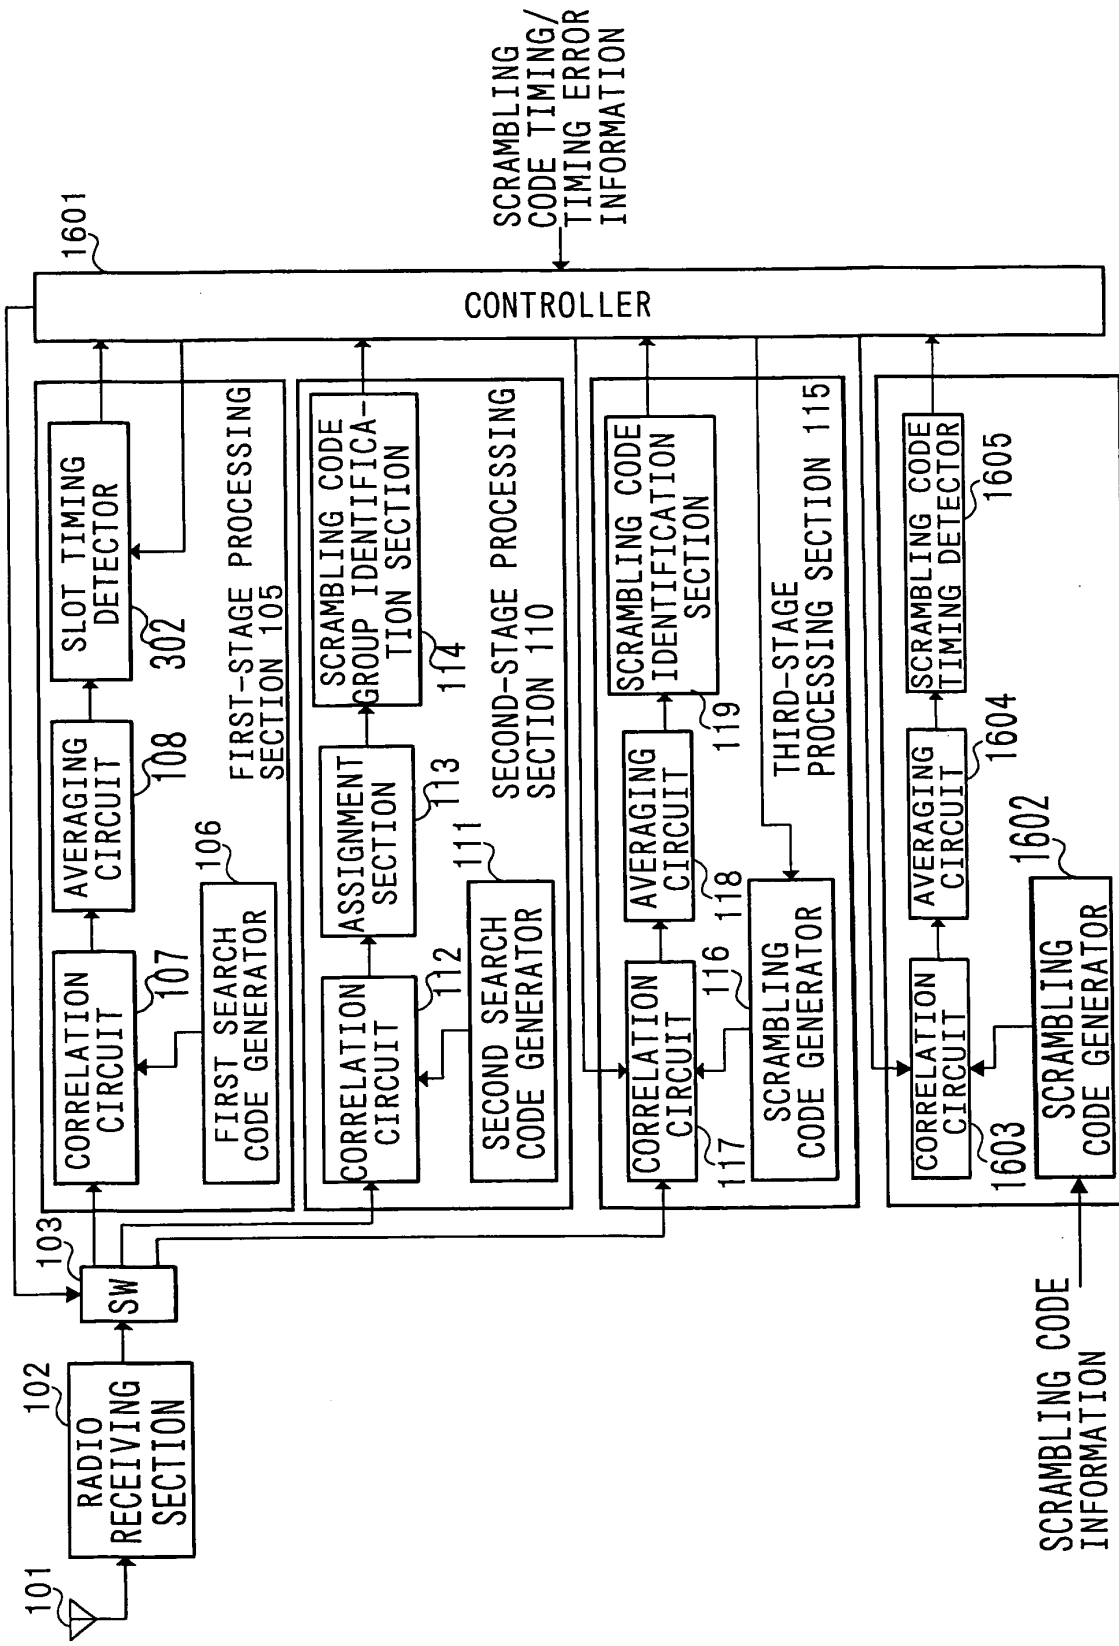 101
102
RADIO
RECEIVING
SECTION
103
SW
CORRELATION
CIRCUIT
107
AVERAGING
CIRCUIT
108
SLOT TIMING
DETECTOR
302
FIRST SEARCH
CODE GENERATOR
106
FIRST-STAGE PROCESSING
SECTION 105
CORRELATION
CIRCUIT
112
ASSIGNMENT
SECTION
113
SCRAMBLING CODE
GROUP IDENTIFICA-
TION SECTION
114
SECOND SEARCH
CODE GENERATOR
111
SECOND-STAGE PROCESSING
SECTION 110
CORRELATION
CIRCUIT
117
AVERAGING
CIRCUIT
118
SCRAMBLING CODE
IDENTIFICATION
SECTION
119
116
SCRAMBLING
CODE GENERATOR
THIRD-STAGE
PROCESSING SECTION 115
CORRELATION
CIRCUIT
1603
AVERAGING
CIRCUIT
1604
SCRAMBLING CODE
TIMING DETECTOR
1605
SCRAMBLING
CODE GENERATOR
1602
SCRAMBLING CODE
INFORMATION
1601
CONTROLLER
SCRAMBLING
CODE TIMING/
TIMING ERROR
INFORMATION